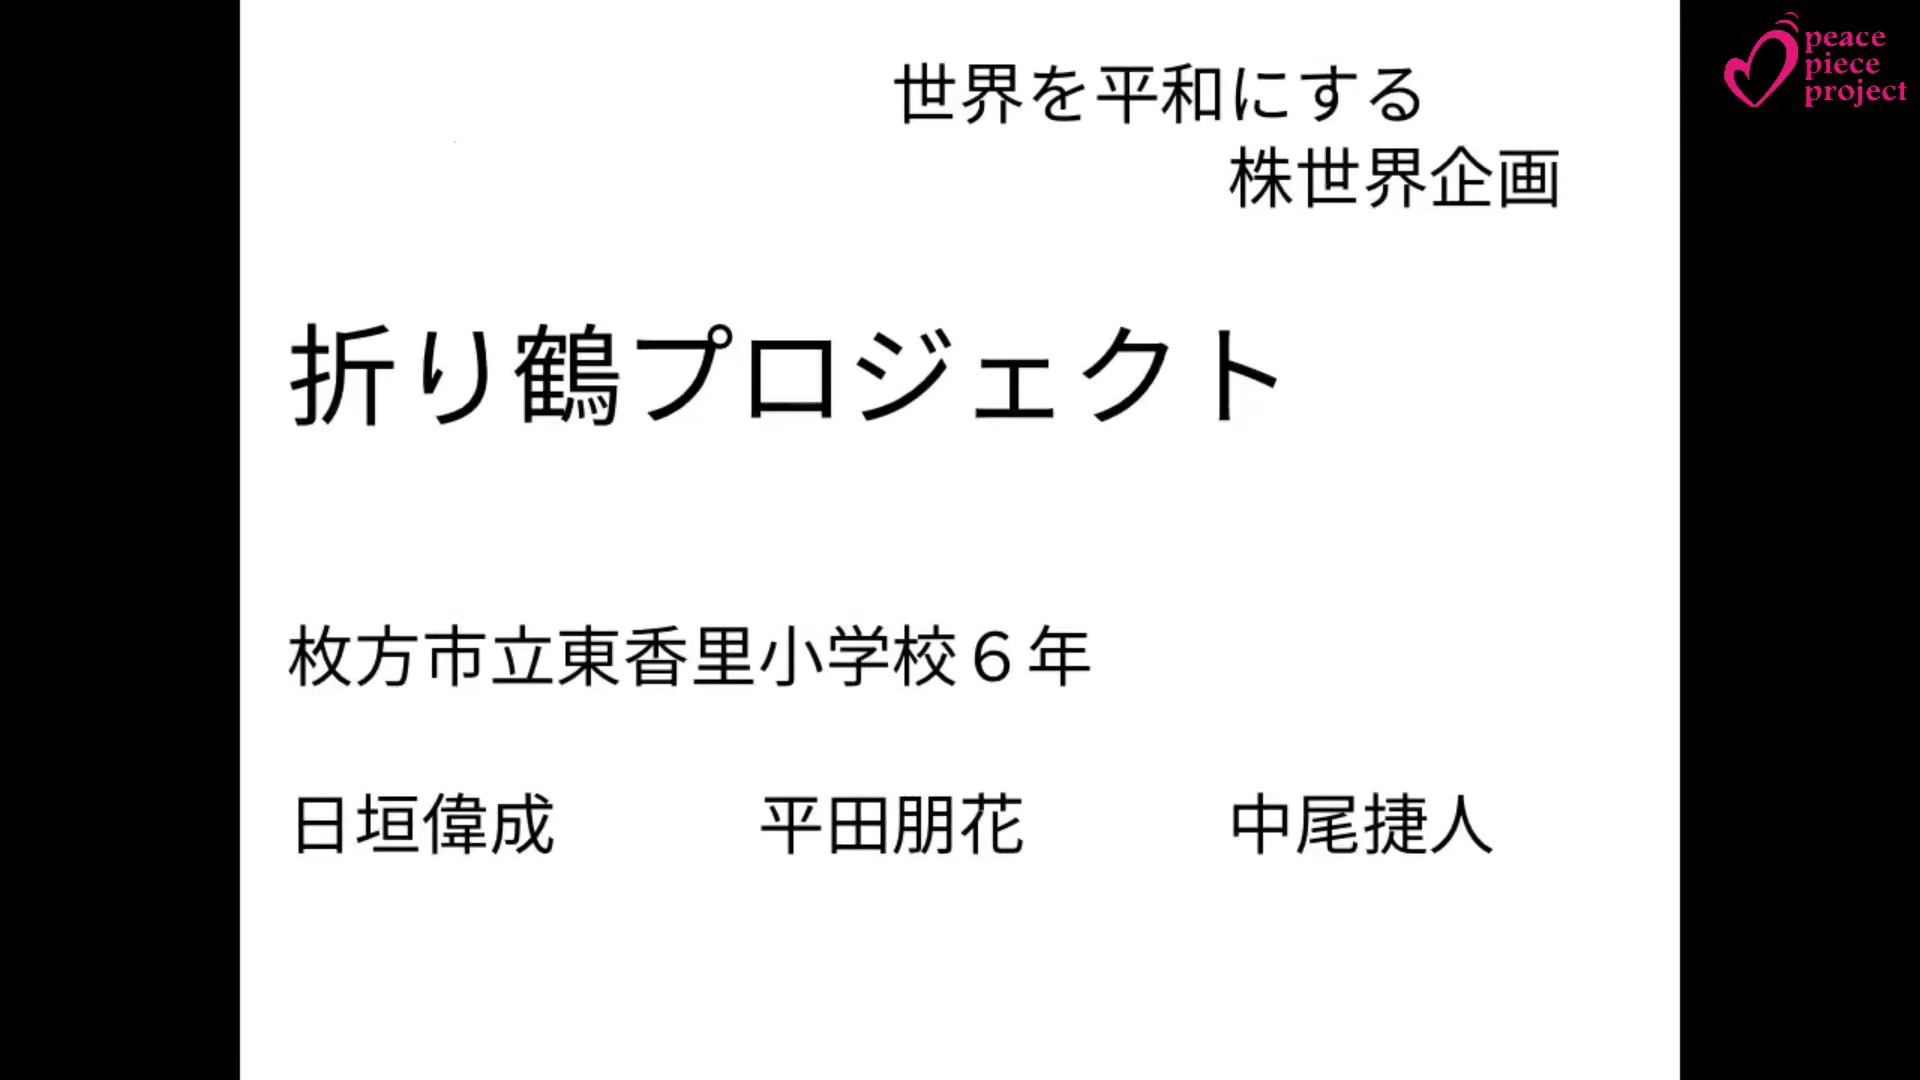 世界を平和にする
株世界企画
折り鶴プロジェクト
枚方市立東香里小学校６年
日垣偉成　平田朋花　中尾捷人
peace
piece
project